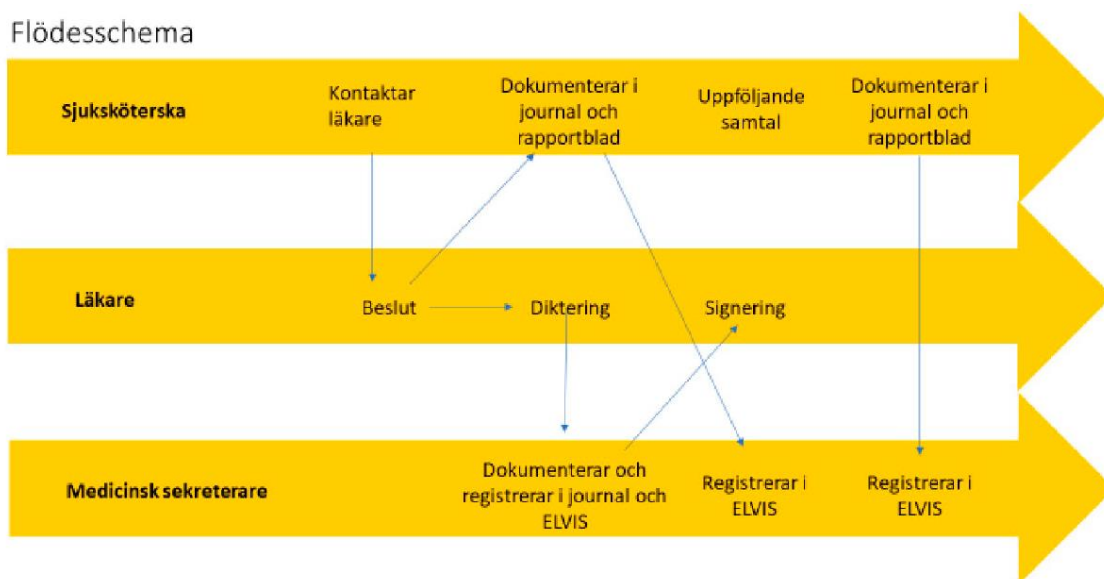 Flödesschema
Sjuksköterska
Kontaktar
läkare
Dokumenterar i
journal och
rapportblad
Uppföljande
samtal
Dokumenterar i
journal och
rapportblad
Läkare
Beslut
Diktering
Signering
Medicinsk sekreterare
Dokumenterar och
registrerar i journal och
ELVIS
Registrerar i
ELVIS
Registrerar i
ELVIS